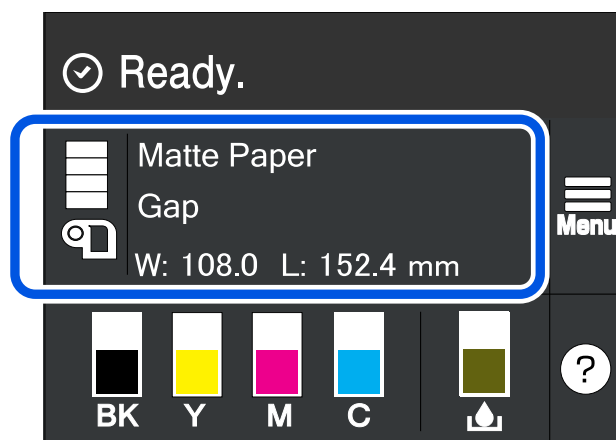 Ready.
Matte Paper
Gap
W: 108.0 L: 152.4 mm
Menu
BK Y M C
?